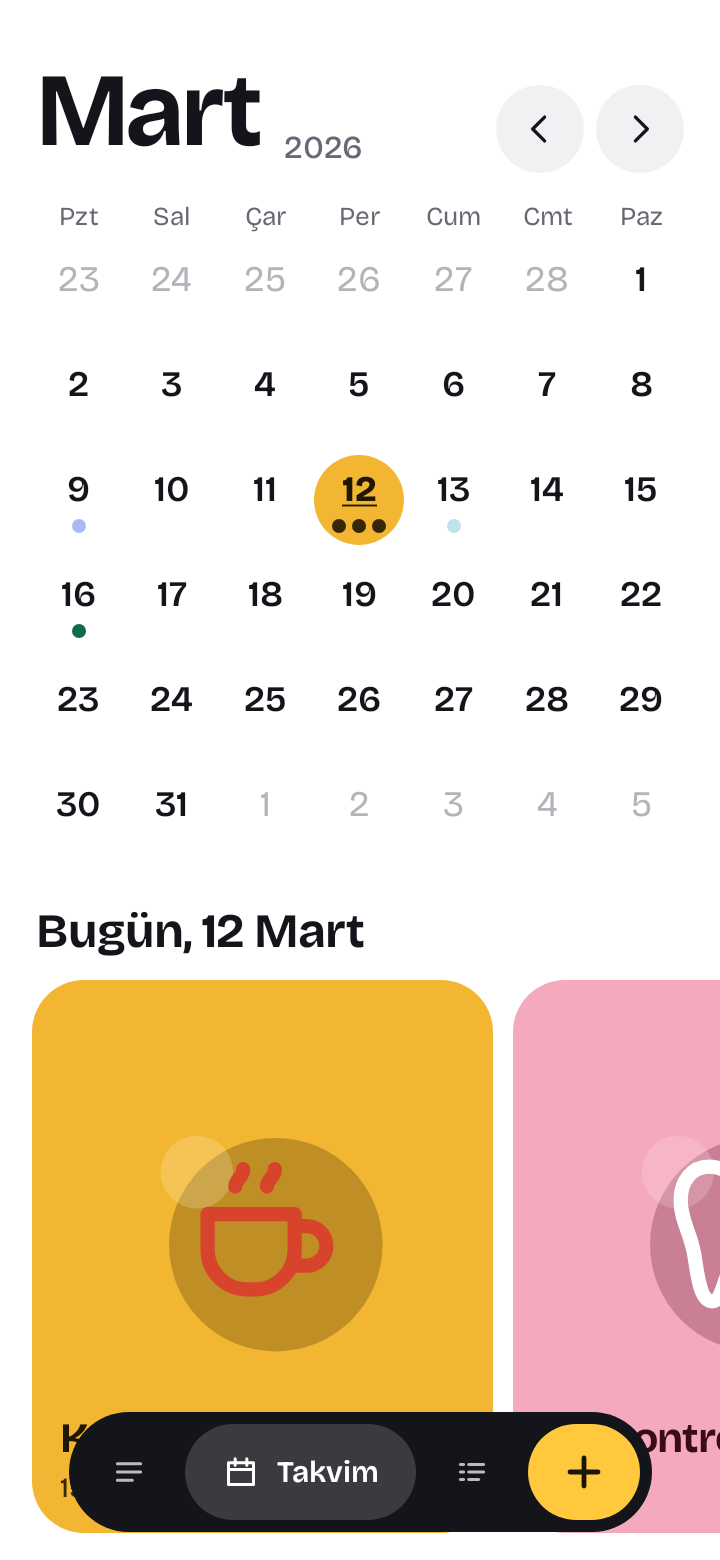 Mart 2026
Pzt Sal Çar Per Cum Cmt Paz
23 24 25 26 27 28 1
2 3 4 5 6 7 8
9 10 11 12 13 14 15
16 17 18 19 20 21 22
23 24 25 26 27 28 29
30 31 1 2 3 4 5
Bugün, 12 Mart
Takvim